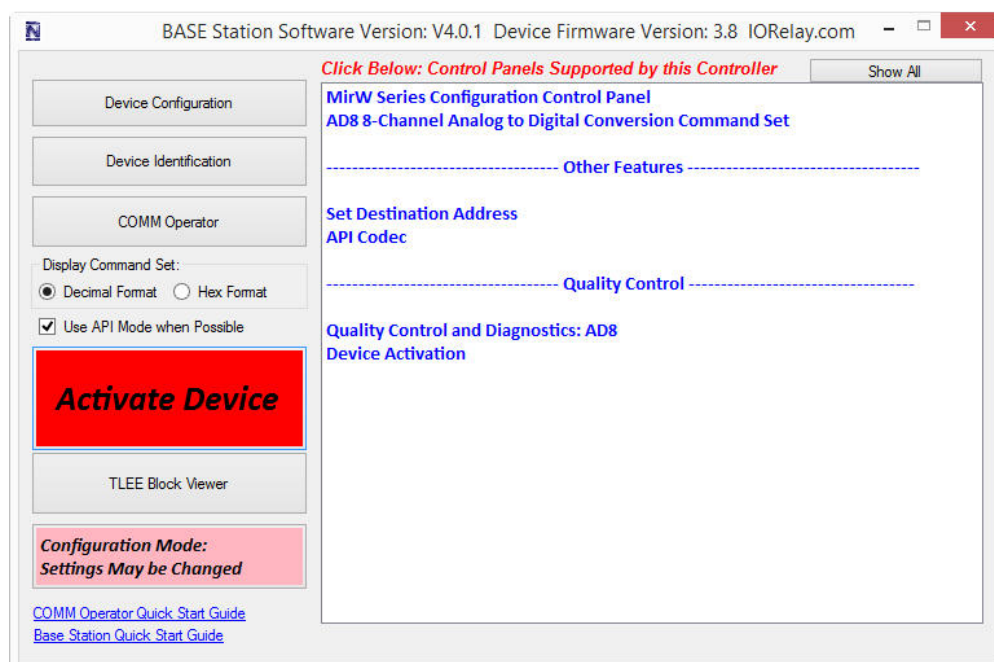 BASE Station Software Version: V4.0.1 Device Firmware Version: 3.8 IORelay.com
Click Below: Control Panels Supported by this Controller
Show All
Device Configuration
Device Identification
COMM Operator
Display Command Set:
Decimal Format
Hex Format
Use API Mode when Possible
Activate Device
TLEE Block Viewer
Configuration Mode:
Settings May be Changed
COMM Operator Quick Start Guide
Base Station Quick Start Guide
MirW Series Configuration Control Panel
AD8 8-Channel Analog to Digital Conversion Command Set
------------------------------------ Other Features ------------------------------------
Set Destination Address
API Codec
------------------------------------ Quality Control -----------------------------------
Quality Control and Diagnostics: AD8
Device Activation